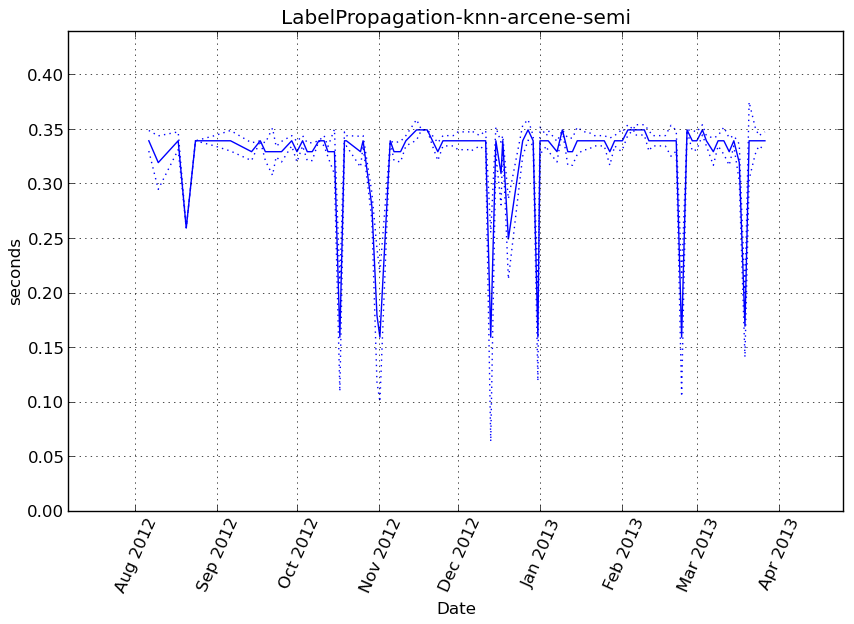 LabelPropagation-knn-arcene-semi
0.40
0.35
0.30
0.25
0.20
0.15
0.10
0.05
0.00
seconds
Aug 2012
Sep 2012
Oct 2012
Nov 2012
Dec 2012
Jan 2013
Feb 2013
Mar 2013
Apr 2013
Date